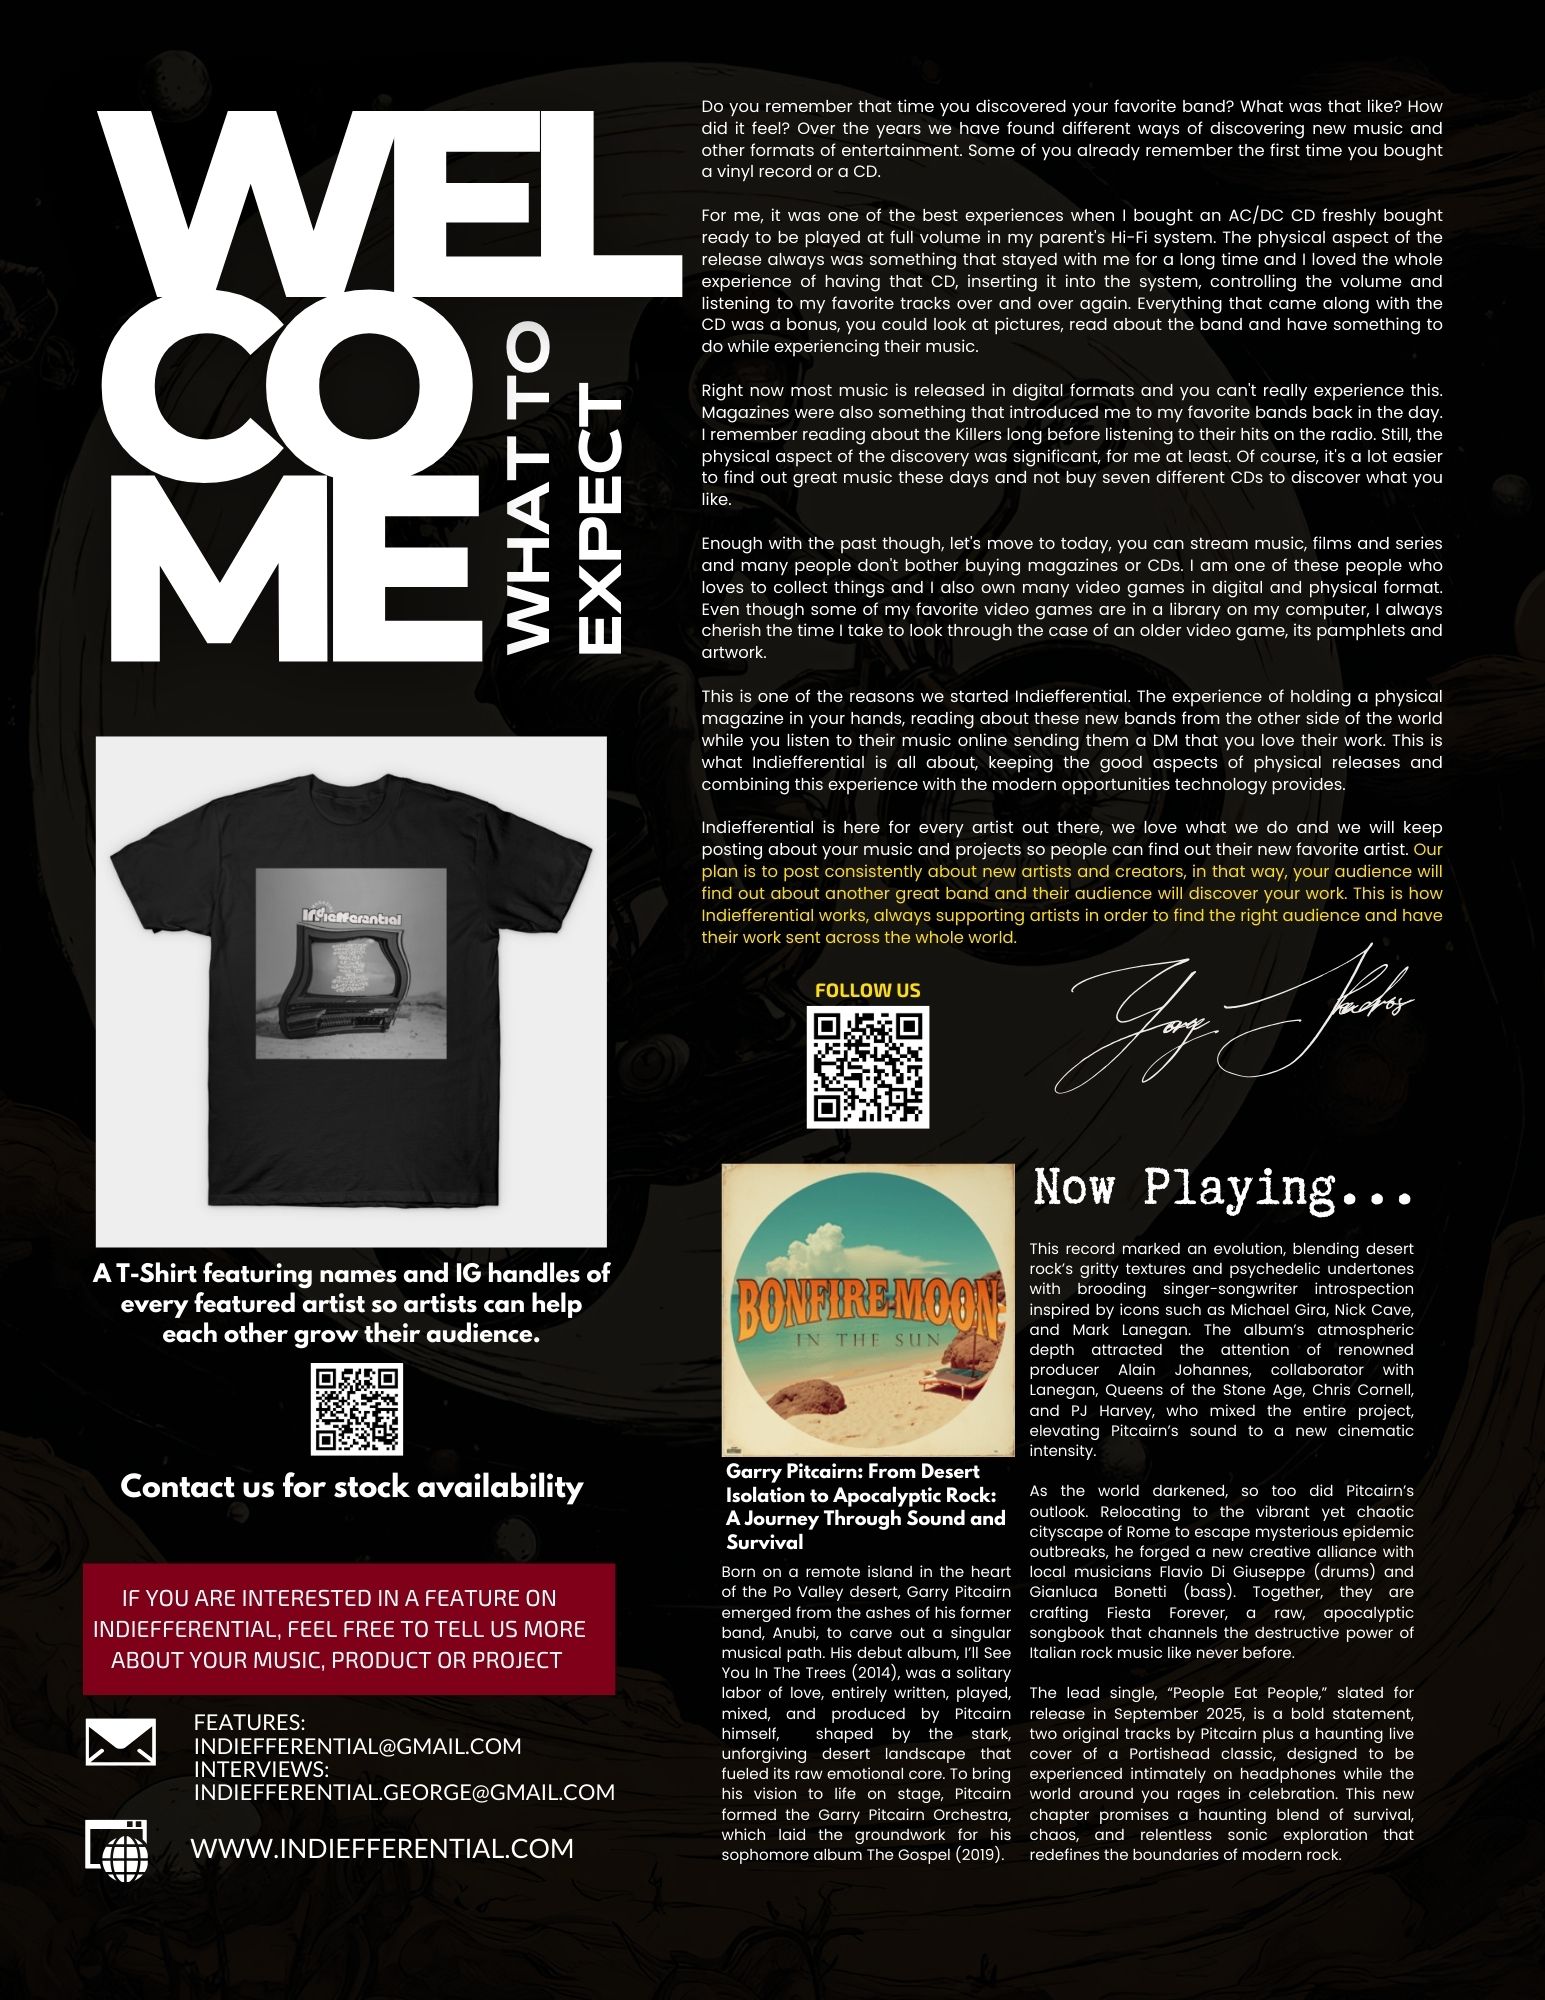 WEL
CO
ME
WHAT TO
EXPECT
Do you remember that time you discovered your favorite band? What was that like? How
did it feel? Over the years we have found different ways of discovering new music and
other formats of entertainment. Some of you already remember the first time you bought
a vinyl record or a CD.
For me, it was one of the best experiences when I bought an AC/DC CD freshly bought
ready to be played at full volume in my parent's Hi-Fi system. The physical aspect of the
release always was something that stayed with me for a long time and I loved the whole
experience of having that CD, inserting it into the system, controlling the volume and
listening to my favorite tracks over and over again. Everything that came along with the
CD was a bonus, you could look at pictures, read about the band and have something to
do while experiencing their music.
Right now most music is released in digital formats and you can't really experience this.
Magazines were also something that introduced me to my favorite bands back in the day.
I remember reading about the Killers long before listening to their hits on the radio. Still, the
physical aspect of the discovery was significant, for me at least. Of course, it's a lot easier
to find out great music these days and not buy seven different CDs to discover what you
like.
Enough with the past though, let's move to today, you can stream music, films and series
and many people don't bother buying magazines or CDs. I am one of these people who
loves to collect things and I also own many video games in digital and physical format.
Even though some of my favorite video games are in a library on my computer, I always
cherish the time I take to look through the case of an older video game, its pamphlets and
artwork.
This is one of the reasons we started Indiefferential. The experience of holding a physical
magazine in your hands, reading about these new bands from the other side of the world
while you listen to their music online sending them a DM that you love their work. This is
what Indiefferential is all about, keeping the good aspects of physical releases and
combining this experience with the modern opportunities technology provides.
Indiefferential is here for every artist out there, we love what we do and we will keep
posting about your music and projects so people can find out their new favorite artist. Our
plan is to post consistently about new artists and creators, in that way, your audience will
find out about another great band and their audience will discover your work. This is how
Indiefferential works, always supporting artists in order to find the right audience and have
their work sent across the whole world.
FOLLOW US
Indiefferential
A T-Shirt featuring names and IG handles of
every featured artist so artists can help
each other grow their audience.
Contact us for stock availability
IF YOU ARE INTERESTED IN A FEATURE ON
INDIEFFERENTIAL, FEEL FREE TO TELL US MORE
ABOUT YOUR MUSIC, PRODUCT OR PROJECT
FEATURES:
INDIEFFERENTIAL@GMAIL.COM
INTERVIEWS:
INDIEFFERENTIAL.GEORGE@GMAIL.COM
WWW.INDIEFFERENTIAL.COM
BONFIRE MOON
IN THE SUN
Garry Pitcairn: From Desert
Isolation to Apocalyptic Rock:
A Journey Through Sound and
Survival
Born on a remote island in the heart
of the Po Valley desert, Garry Pitcairn
emerged from the ashes of his former
band, Anubi, to carve out a singular
musical path. His debut album, I'll See
You In The Trees (2014), was a solitary
labor of love, entirely written, played,
mixed, and produced by Pitcairn
himself, shaped by the stark,
unforgiving desert landscape that
fueled its raw emotional core. To bring
his vision to life on stage, Pitcairn
formed the Garry Pitcairn Orchestra,
which laid the groundwork for his
sophomore album The Gospel (2019).
Now Playing...
This record marked an evolution, blending desert
rock's gritty textures and psychedelic undertones
with brooding singer-songwriter introspection
inspired by icons such as Michael Gira, Nick Cave,
and Mark Lanegan. The album's atmospheric
depth attracted the attention of renowned
producer Alain Johannes, collaborator with
Lanegan, Queens of the Stone Age, Chris Cornell,
and PJ Harvey, who mixed the entire project,
elevating Pitcairn's sound to a new cinematic
intensity.
As the world darkened, so too did Pitcairn's
outlook. Relocating to the vibrant yet chaotic
cityscape of Rome to escape mysterious epidemic
outbreaks, he forged a new creative alliance with
local musicians Flavio Di Giuseppe (drums) and
Gianluca Bonetti (bass). Together, they are
crafting Fiesta Forever, a raw, apocalyptic
songbook that channels the destructive power of
Italian rock music like never before.
The lead single, “People Eat People,” slated for
release in September 2025, is a bold statement,
two original tracks by Pitcairn plus a haunting live
cover of a Portishead classic, designed to be
experienced intimately on headphones while the
world around you rages in celebration. This new
chapter promises a haunting blend of survival,
chaos, and relentless sonic exploration that
redefines the boundaries of modern rock.